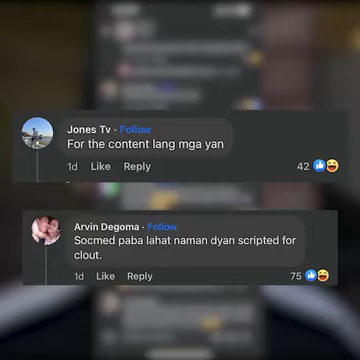 Jones Tv · Follow
For the content lang mga yan
1d Like Reply 42
Arvin Degoma · Follow
Socmed paba lahat naman dyan scripted for
clout.
1d Like Reply 75